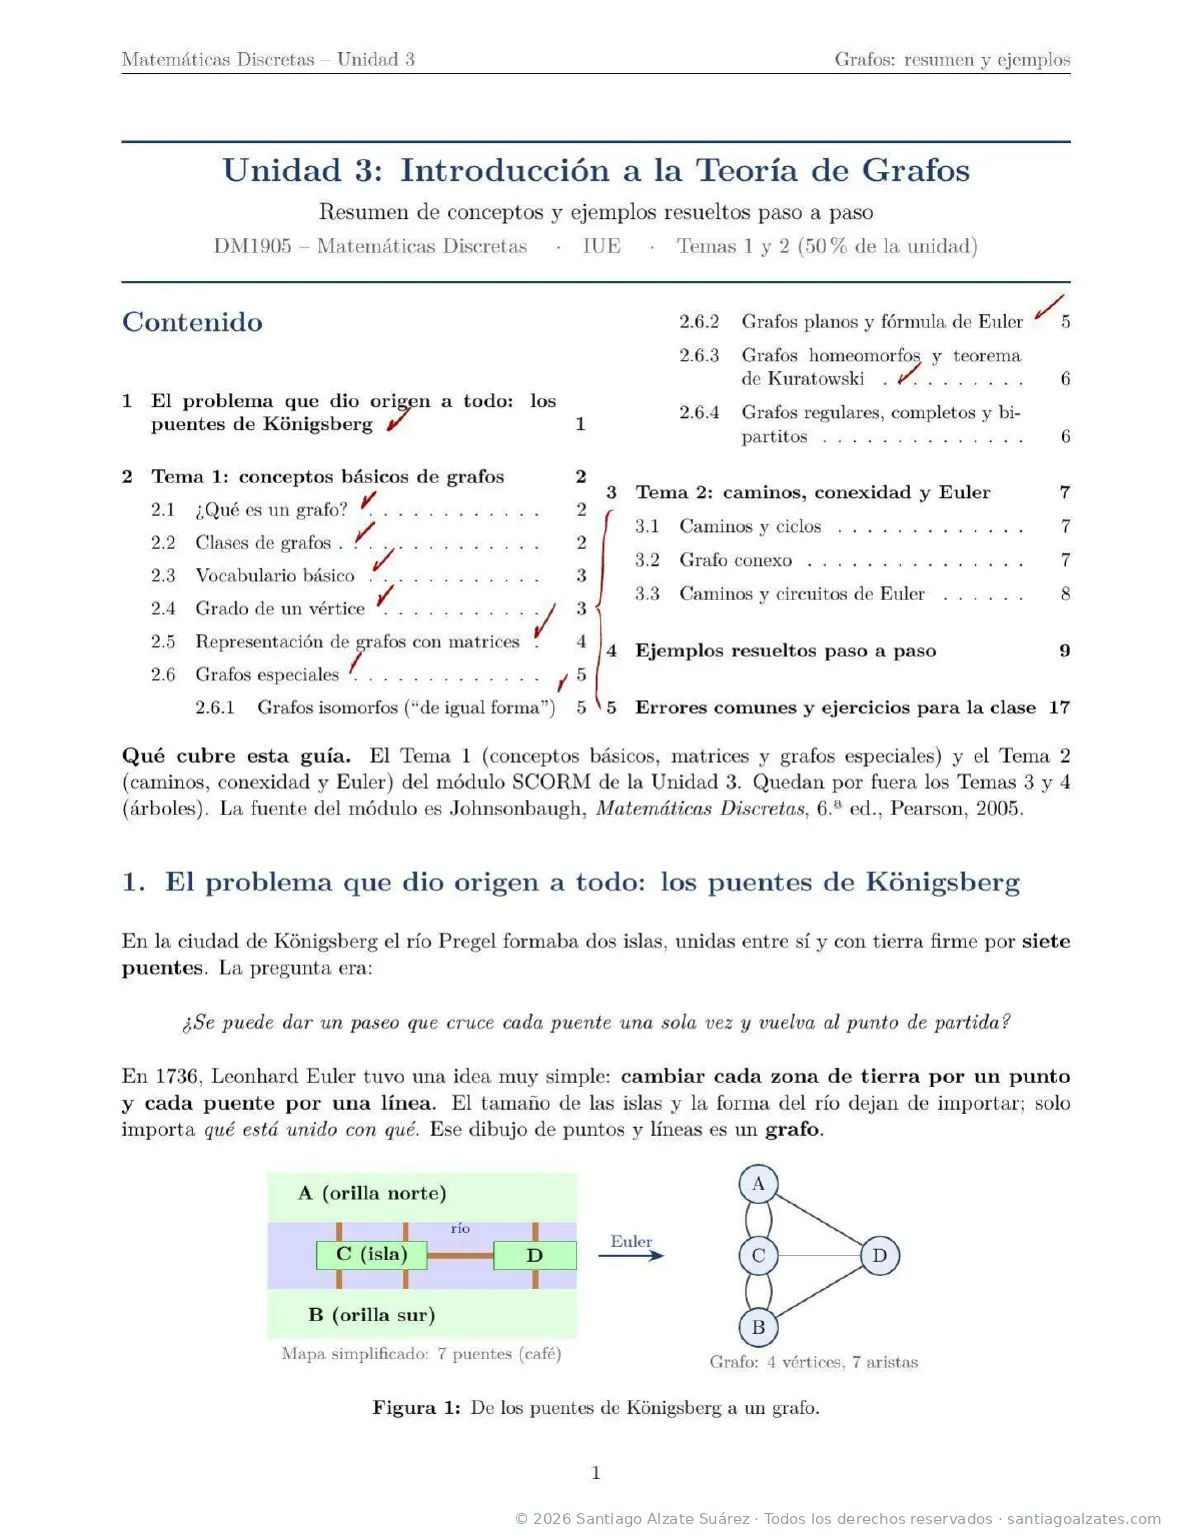 Matemáticas Discretas – Unidad 3
Grafos: resumen y ejemplos
Unidad 3: Introducción a la Teoría de Grafos
Resumen de conceptos y ejemplos resueltos paso a paso
DM1905 – Matemáticas Discretas · IUE · Temas 1 y 2 (50 % de la unidad)
Contenido
1 El problema que dio origen a todo: los
puentes de Königsberg 1
2 Tema 1: conceptos básicos de grafos 2
2.1 ¿Qué es un grafo? . . . . . . . . . . . . 2
2.2 Clases de grafos . . . . . . . . . . . . . 2
2.3 Vocabulario básico . . . . . . . . . . . 3
2.4 Grado de un vértice . . . . . . . . . . 3
2.5 Representación de grafos con matrices . 4
2.6 Grafos especiales . . . . . . . . . . . . 5
2.6.1 Grafos isomorfos (“de igual forma”) 5
2.6.2 Grafos planos y fórmula de Euler 5
2.6.3 Grafos homeomorfos y teorema
de Kuratowski . . . . . . . . . . 6
2.6.4 Grafos regulares, completos y bi-
partitos . . . . . . . . . . . . . . 6
3 Tema 2: caminos, conexidad y Euler 7
3.1 Caminos y ciclos . . . . . . . . . . . . . 7
3.2 Grafo conexo . . . . . . . . . . . . . . . 7
3.3 Caminos y circuitos de Euler . . . . . . 8
4 Ejemplos resueltos paso a paso 9
5 Errores comunes y ejercicios para la clase 17
Qué cubre esta guía. El Tema 1 (conceptos básicos, matrices y grafos especiales) y el Tema 2
(caminos, conexidad y Euler) del módulo SCORM de la Unidad 3. Quedan por fuera los Temas 3 y 4
(árboles). La fuente del módulo es Johnsonbaugh, Matemáticas Discretas, 6.ª ed., Pearson, 2005.
1. El problema que dio origen a todo: los puentes de Königsberg
En la ciudad de Königsberg el río Pregel formaba dos islas, unidas entre sí y con tierra firme por siete
puentes. La pregunta era:
¿Se puede dar un paseo que cruce cada puente una sola vez y vuelva al punto de partida?
En 1736, Leonhard Euler tuvo una idea muy simple: cambiar cada zona de tierra por un punto
y cada puente por una línea. El tamaño de las islas y la forma del río dejan de importar; solo
importa qué está unido con qué. Ese dibujo de puntos y líneas es un grafo.
A (orilla norte)
río
C (isla)
D
B (orilla sur)
Mapa simplificado: 7 puentes (café)
Euler
A
C
D
B
Grafo: 4 vértices, 7 aristas
Figura 1: De los puentes de Königsberg a un grafo.
1
© 2026 Santiago Alzate Suárez · Todos los derechos reservados · santiagoalzates.com